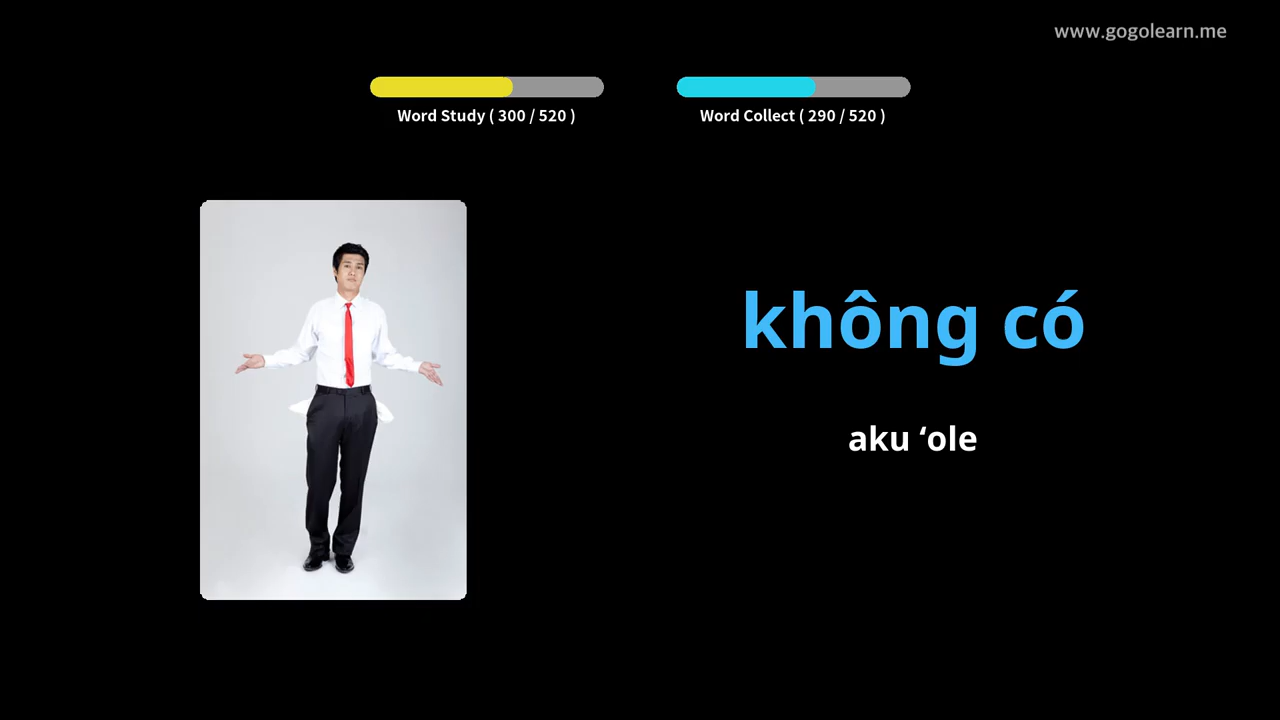 www.gogolearn.me
Word Study ( 300 / 520 )
Word Collect ( 290 / 520 )
không có
aku ‘ole